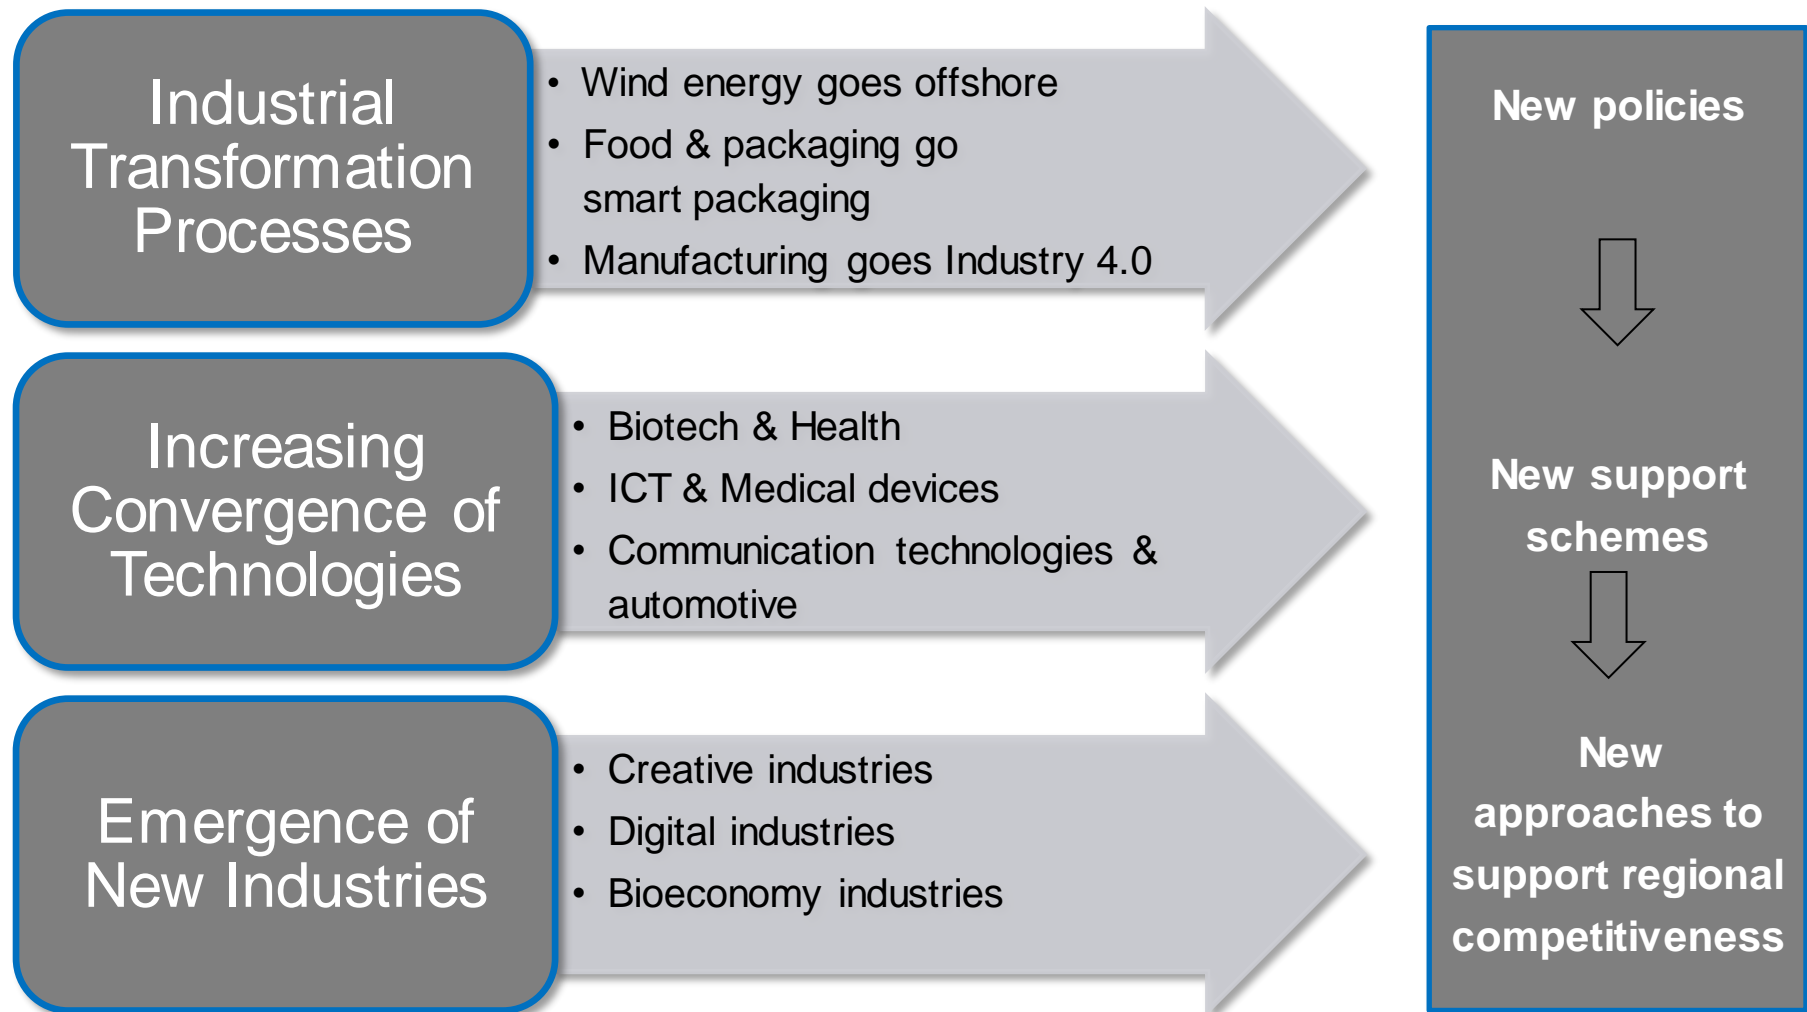 Industrial
Transformation
Processes
• Wind energy goes offshore
• Food & packaging go
smart packaging
• Manufacturing goes Industry 4.0
Increasing
Convergence of
Technologies
• Biotech & Health
• ICT & Medical devices
• Communication technologies &
automotive
Emergence of
New Industries
• Creative industries
• Digital industries
• Bioeconomy industries
New policies
New support
schemes
New
approaches to
support regional
competitiveness